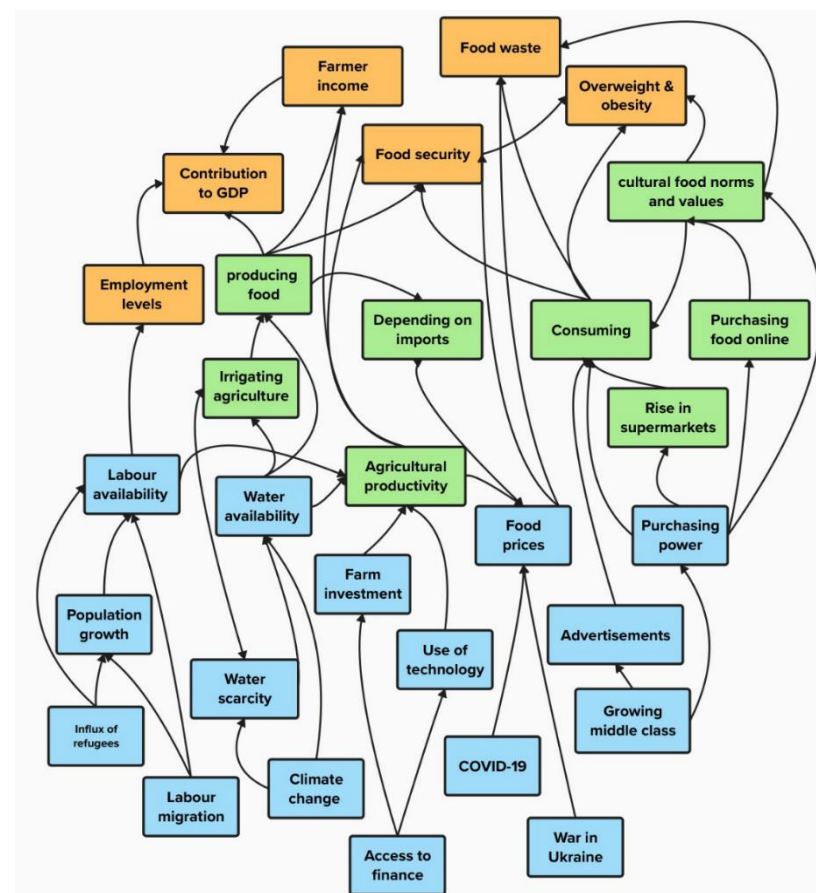 Food waste
Farmer
income
Overweight &
obesity
Food security
Contribution
to GDP
cultural food norms
and values
Employment
levels
producing
food
Depending on
imports
Consuming
Purchasing
food online
Irrigating
agriculture
Rise in
supermarkets
Labour
availability
Water
availability
Agricultural
productivity
Food
prices
Purchasing
power
Farm
investment
Population
growth
Use of
technology
Advertisements
Water
scarcity
Influx of
refugees
Growing
middle class
COVID-19
Climate
change
Labour
migration
War in
Ukraine
Access to
finance